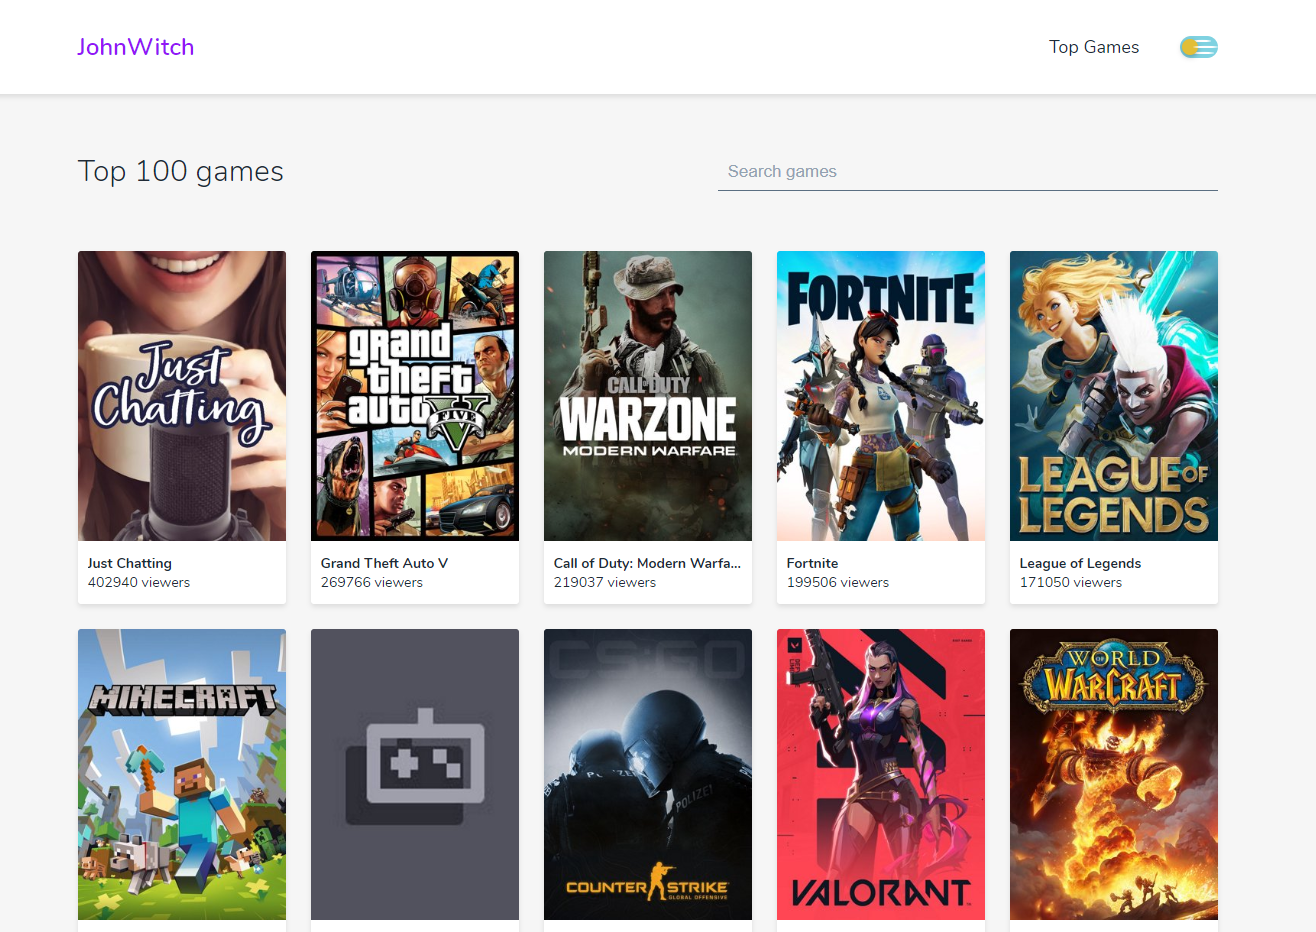 JohnWitch
Top Games
Top 100 games
Search games
Just
Chatting
grand
theft
auto
FIVE
V
CALL OF DUTY
WARZONE
MODERN WARFARE
FORTNITE
LEAGUE OF
LEGENDS
Just Chatting
402940 viewers
Grand Theft Auto V
269766 viewers
Call of Duty: Modern Warfa...
219037 viewers
Fortnite
199506 viewers
League of Legends
171050 viewers
MINECRAFT
CS:GO
POLIZEI
COUNTER STRIKE
GLOBAL OFFENSIVE
VALORANT
WORLD
OF
WARCRAFT